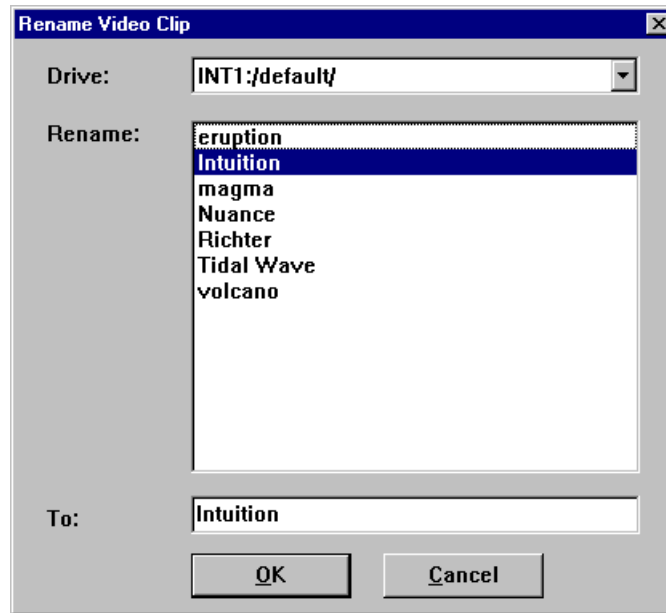 Rename Video Clip
Drive: INT1:/default/
Rename: eruption
Intuition
magma
Nuance
Richter
Tidal Wave
volcano
To: Intuition
OK Cancel